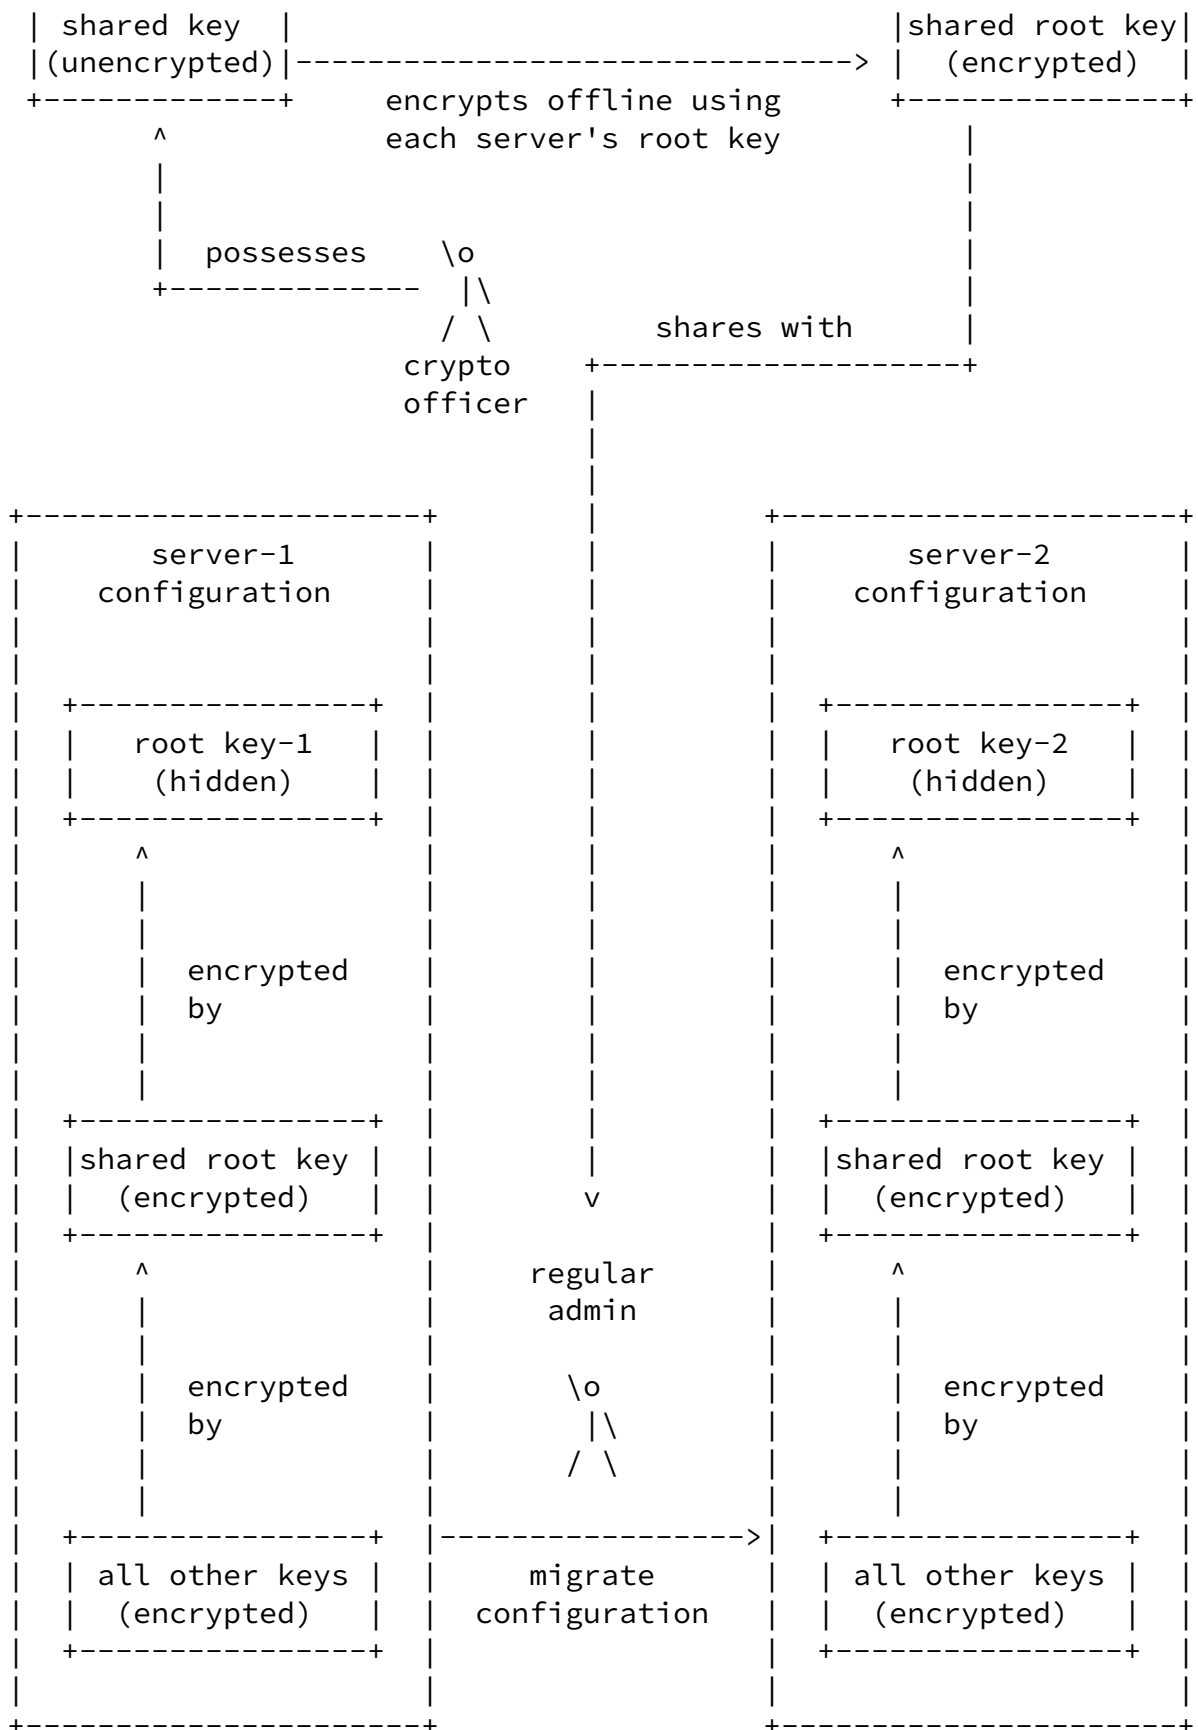 shared key shared root key
(unencrypted) (encrypted)
encrypts offline using
each server's root key
possesses
shares with
crypto
officer
server-1 server-2
configuration configuration
root key-1 root key-2
(hidden) (hidden)
encrypted encrypted
by by
shared root key shared root key
(encrypted) (encrypted)
regular
admin
encrypted encrypted
by by
all other keys migrate all other keys
(encrypted) configuration (encrypted)